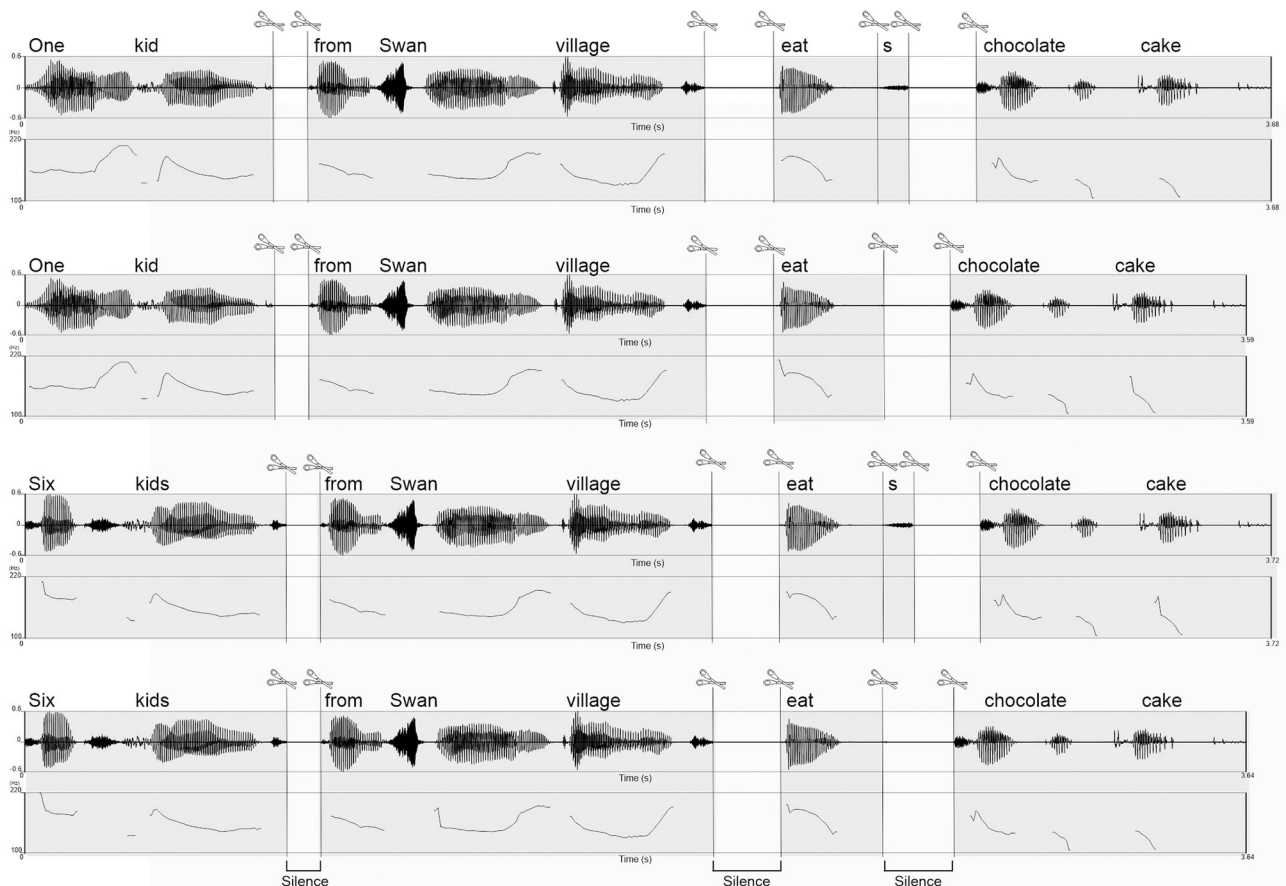 One kid from Swan village eat s chocolate cake
0.6
0
-0.6
0 Time (s) 3.68
(Hz)
220
100
0 Time (s) 3.68
One kid from Swan village eat chocolate cake
0.6
0
-0.6
0 Time (s) 3.59
(Hz)
220
100
0 Time (s) 3.59
Six kids from Swan village eat s chocolate cake
0.6
0
-0.6
0 Time (s) 3.72
(Hz)
220
100
0 Time (s) 3.72
Six kids from Swan village eat chocolate cake
0.6
0
-0.6
0 Time (s) 3.64
(Hz)
220
100
0 Time (s) 3.64
Silence Silence Silence